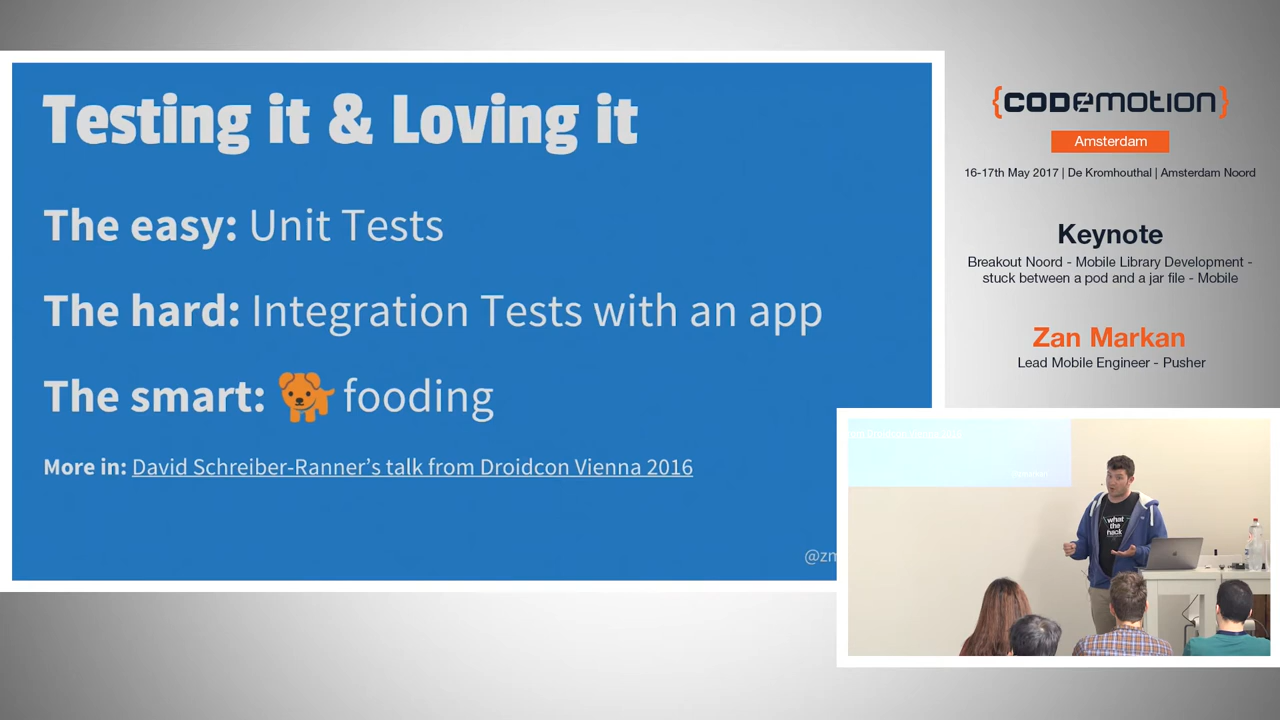 Testing it & Loving it
The easy: Unit Tests
The hard: Integration Tests with an app
The smart: 🐶 fooding
More in: David Schreiber-Ranner’s talk from Droidcon Vienna 2016
@zm
{CODEMOTION}
Amsterdam
16-17th May 2017 | De Kromhouthal | Amsterdam Noord
Keynote
Breakout Noord - Mobile Library Development -
stuck between a pod and a jar file - Mobile
Zan Markan
Lead Mobile Engineer - Pusher
what
the
hack